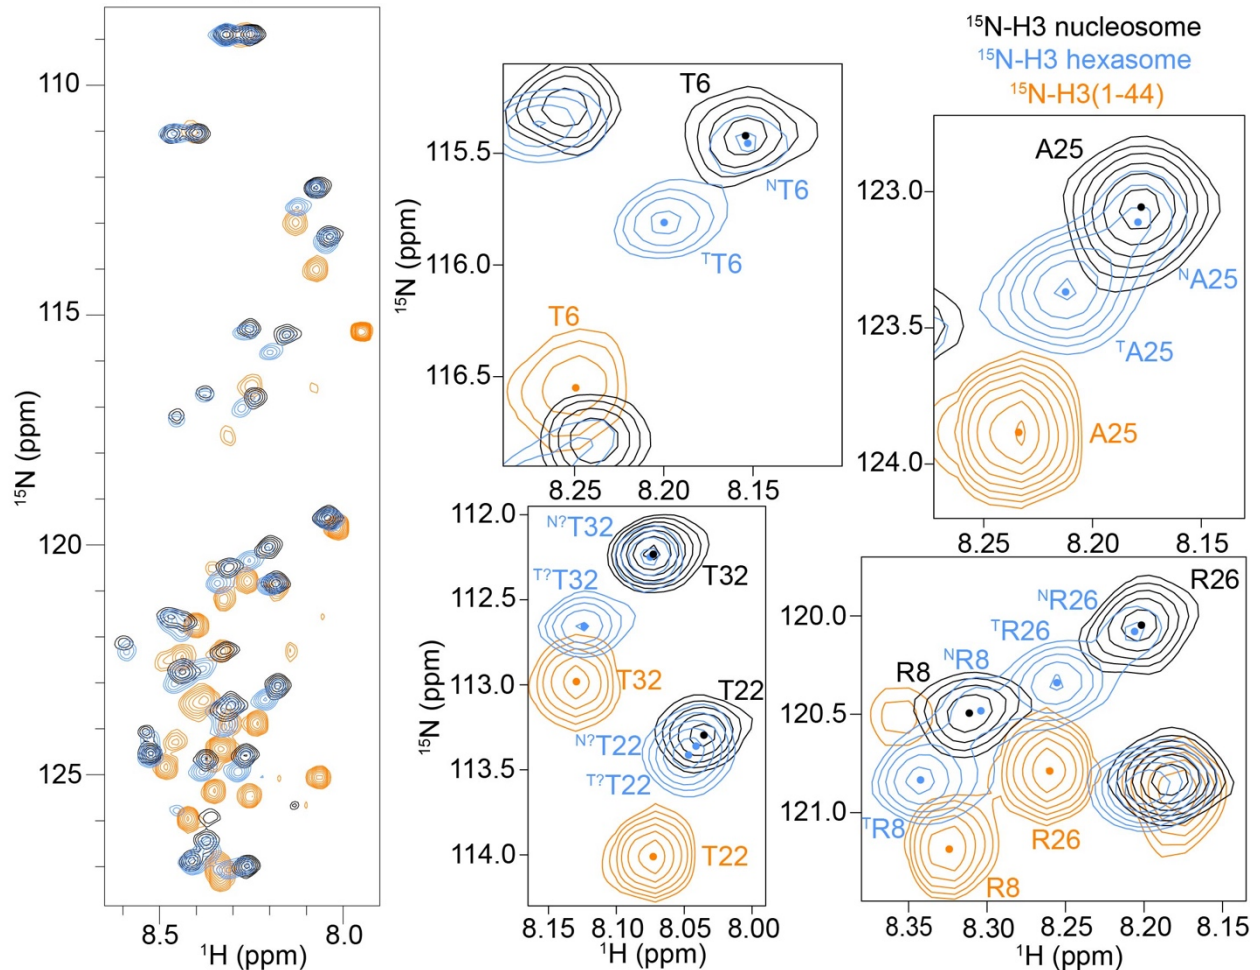 ¹⁵N-H3 nucleosome
¹⁵N-H3 hexasome
¹⁵N-H3(1-44)
110
115
120
125
¹⁵N (ppm)
8.5
8.0
¹H (ppm)
T6
ᴺT6
ᵀT6
T6
115.5
116.0
116.5
¹⁵N (ppm)
8.25
8.20
8.15
A25
ᴺA25
ᵀA25
A25
123.0
123.5
124.0
8.25
8.20
8.15
ᴺ?T32
T32
ᵀ?T32
T32
T22
ᴺ?T22
ᵀ?T22
T22
112.0
112.5
113.0
113.5
114.0
¹⁵N (ppm)
8.15
8.10
8.05
8.00
¹H (ppm)
R26
ᴺR26
ᵀR26
ᴺR8
R8
ᵀR8
R26
R8
120.0
120.5
121.0
8.35
8.30
8.25
8.20
8.15
¹H (ppm)